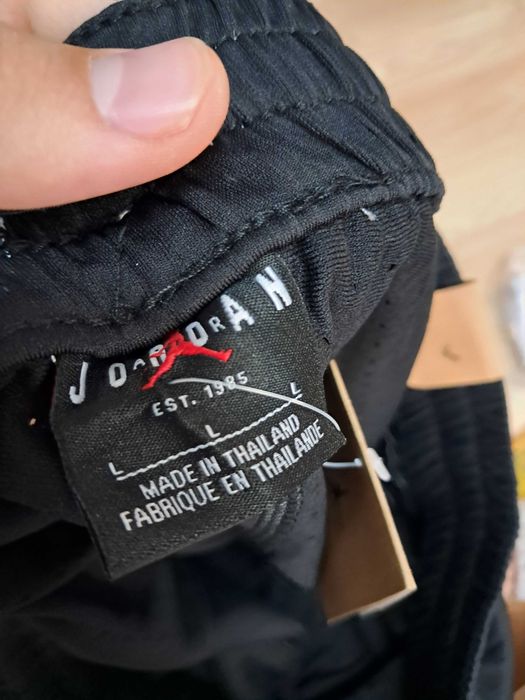 JORDAN
EST. 1985
L L L
MADE IN THAILAND
FABRIQUE EN THAILANDE